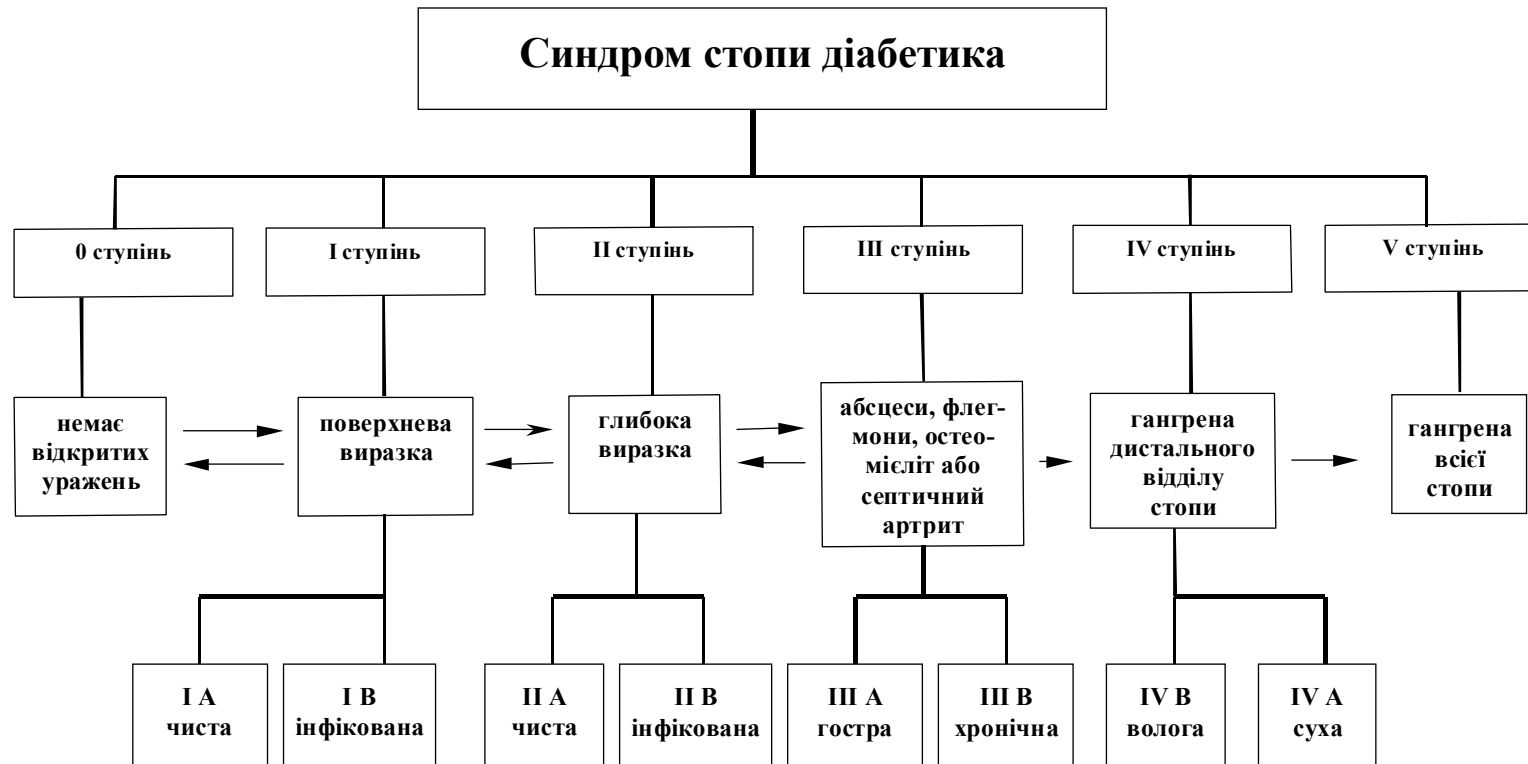 Синдром стопи діабетика
0 ступінь
I ступінь
II ступінь
III ступінь
IV ступінь
V ступінь
немає
відкритих
уражень
поверхнева
виразка
глибока
виразка
абсцеси, флег-
мони, остео-
мієліт або
септичний
артрит
гангрена
дистального
відділу
стопи
гангрена
всієї
стопи
I А
чиста
I В
інфікована
II А
чиста
II В
інфікована
III А
гостра
III В
хронічна
IV В
волога
IV А
суха